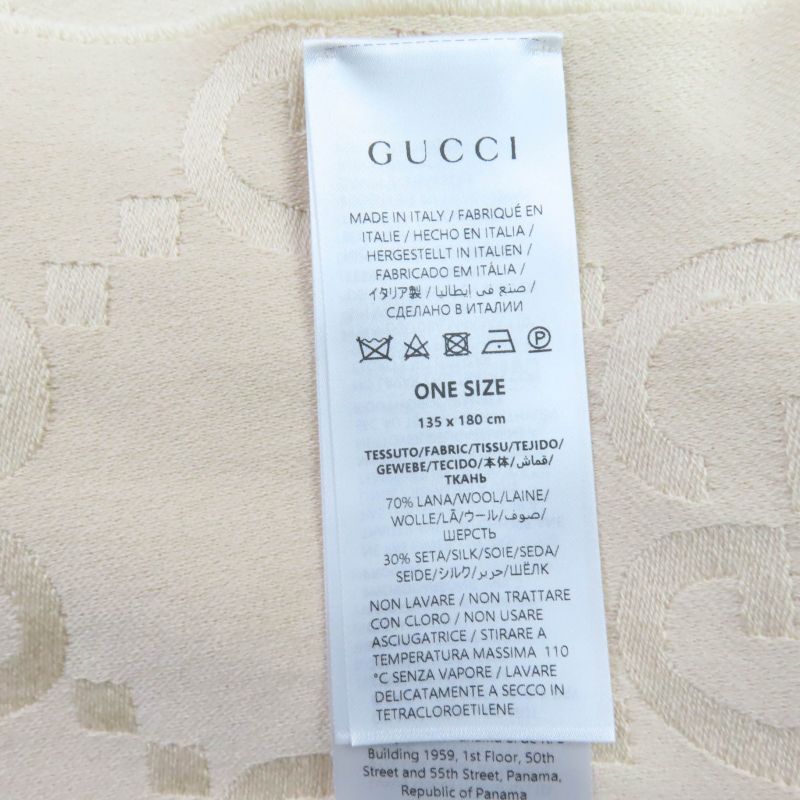 GUCCI
MADE IN ITALY / FABRIQUÉ EN
ITALIE / HECHO EN ITALIA /
HERGESTELLT IN ITALIEN /
FABRICADO EM ITÁLIA /
イタリア製 / صنع في إيطاليا /
СДЕЛАНО В ИТАЛИИ
P
ONE SIZE
135 x 180 cm
TESSUTO/FABRIC/TISSU/TEJIDO/
GEWEBE/TECIDO/本体/قماش/
ТКАНЬ
70% LANA/WOOL/LAINE/
WOLLE/LÃ/ウール/صوف/
ШЕРСТЬ
30% SETA/SILK/SOIE/SEDA/
SEIDE/シルク/حرير/ШЁЛК
NON LAVARE / NON TRATTARE
CON CLORO / NON USARE
ASCIUGATRICE / STIRARE A
TEMPERATURA MASSIMA 110
°C SENZA VAPORE / LAVARE
DELICATAMENTE A SECCO IN
TETRACLOROETILENE
Building 1959, 1st Floor, 50th
Street and 55th Street, Panama,
Republic of Panama